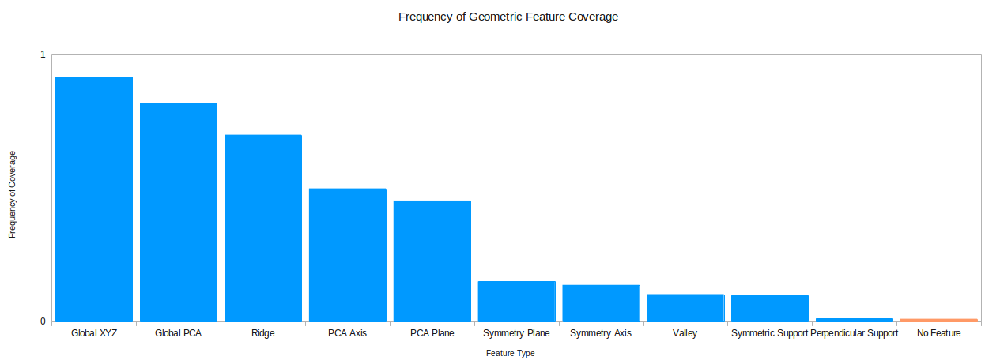 Frequency of Geometric Feature Coverage
1
Frequency of Coverage
0
Global XYZ Global PCA Ridge PCA Axis PCA Plane Symmetry Plane Symmetry Axis Valley Symmetric Support Perpendicular Support No Feature
Feature Type